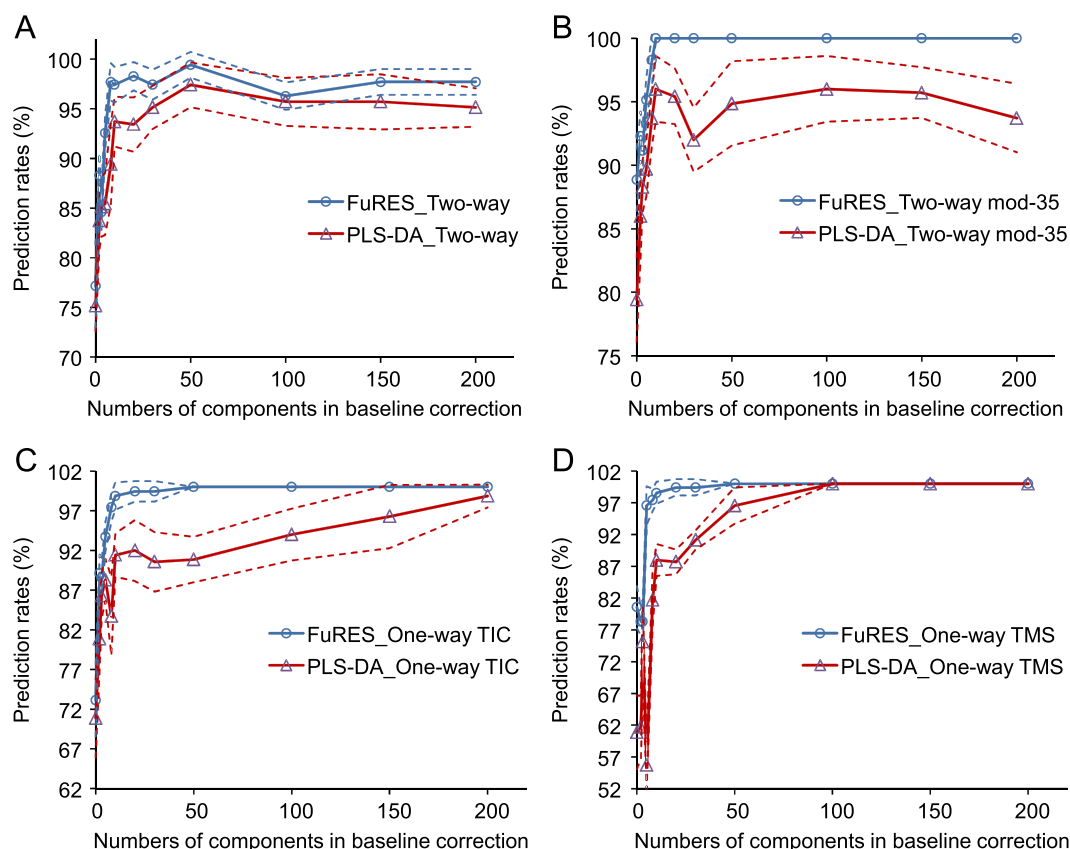 A
Prediction rates (%)
100
95
90
85
80
75
70
FuRES_Two-way
PLS-DA_Two-way
0 50 100 150 200
Numbers of components in baseline correction
B
Prediction rates (%)
100
95
90
85
80
75
FuRES_Two-way mod-35
PLS-DA_Two-way mod-35
0 50 100 150 200
Numbers of components in baseline correction
C
Prediction rates (%)
102
97
92
87
82
77
72
67
62
FuRES_One-way TIC
PLS-DA_One-way TIC
0 50 100 150 200
Numbers of components in baseline correction
D
Prediction rates (%)
102
97
92
87
82
77
72
67
62
57
52
FuRES_One-way TMS
PLS-DA_One-way TMS
0 50 100 150 200
Numbers of components in baseline correction